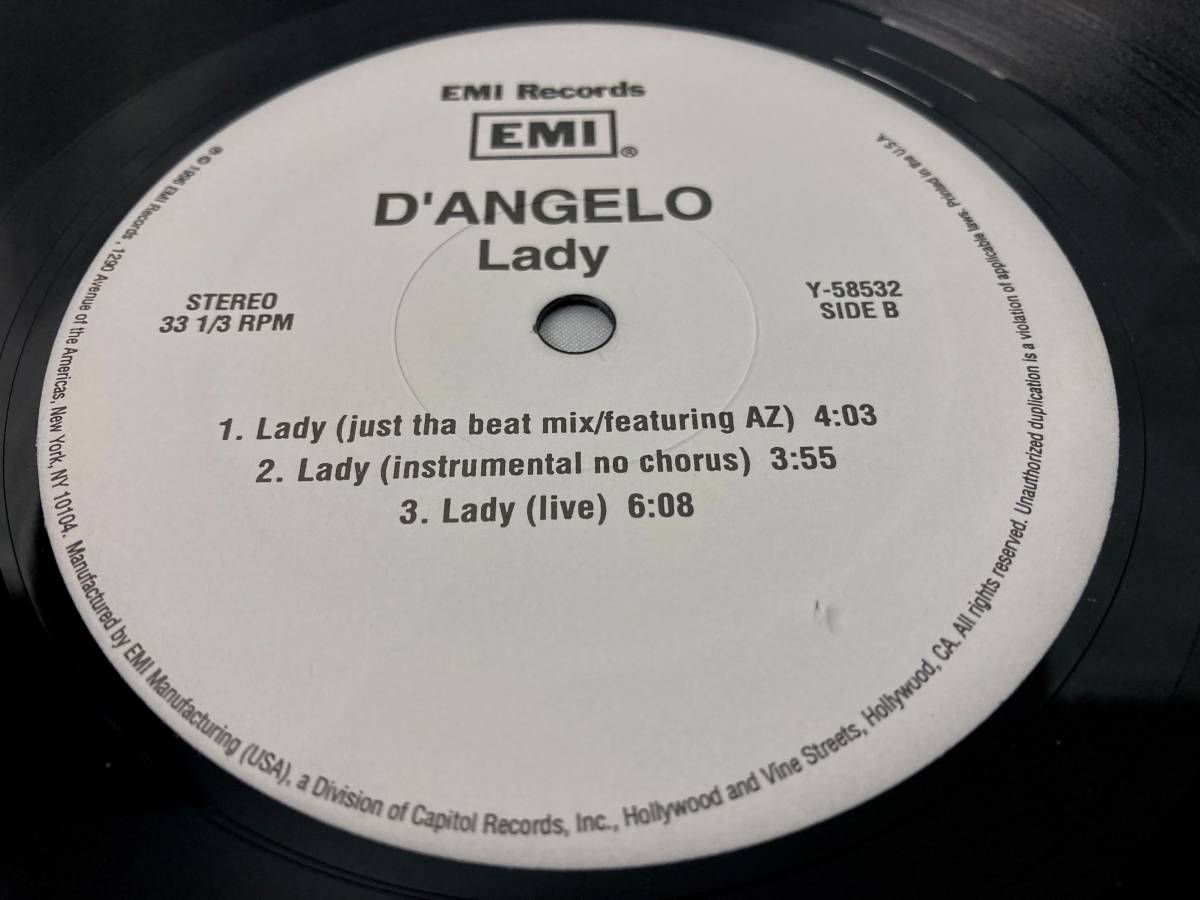 EMI Records
EMI®
D'ANGELO
Lady
STEREO
33 1/3 RPM
Y-58532
SIDE B
1. Lady (just tha beat mix/featuring AZ) 4:03
2. Lady (instrumental no chorus) 3:55
3. Lady (live) 6:08
℗ © 1996 EMI Records, 1290 Avenue of the Americas, New York, NY 10104. Manufactured by EMI Manufacturing (USA), a Division of Capitol Records, Inc., Hollywood and Vine Streets, Hollywood, CA. All rights reserved. Unauthorized duplication is a violation of applicable laws. Printed in the U.S.A.